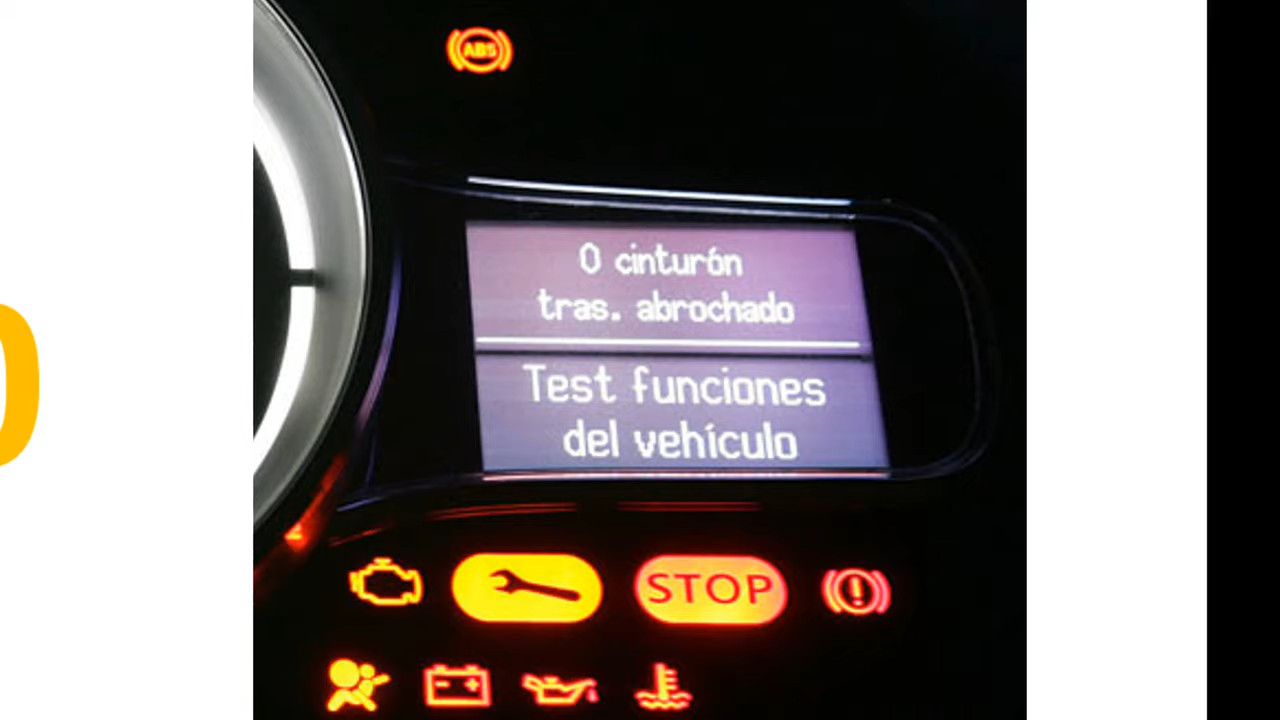 ABS
0 cinturón
tras. abrochado
Test funciones
del vehículo
STOP